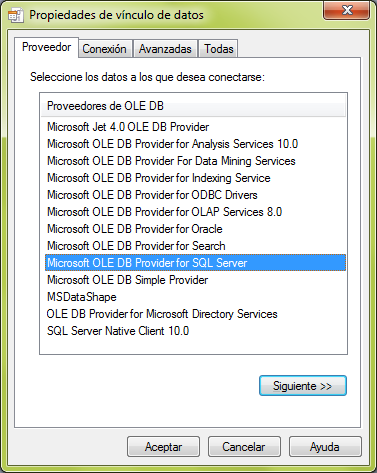 Propiedades de vínculo de datos
Proveedor Conexión Avanzadas Todas
Seleccione los datos a los que desea conectarse:
Proveedores de OLE DB
Microsoft Jet 4.0 OLE DB Provider
Microsoft OLE DB Provider for Analysis Services 10.0
Microsoft OLE DB Provider For Data Mining Services
Microsoft OLE DB Provider for Indexing Service
Microsoft OLE DB Provider for ODBC Drivers
Microsoft OLE DB Provider for OLAP Services 8.0
Microsoft OLE DB Provider for Oracle
Microsoft OLE DB Provider for Search
Microsoft OLE DB Provider for SQL Server
Microsoft OLE DB Simple Provider
MSDataShape
OLE DB Provider for Microsoft Directory Services
SQL Server Native Client 10.0
Siguiente >>
Aceptar Cancelar Ayuda